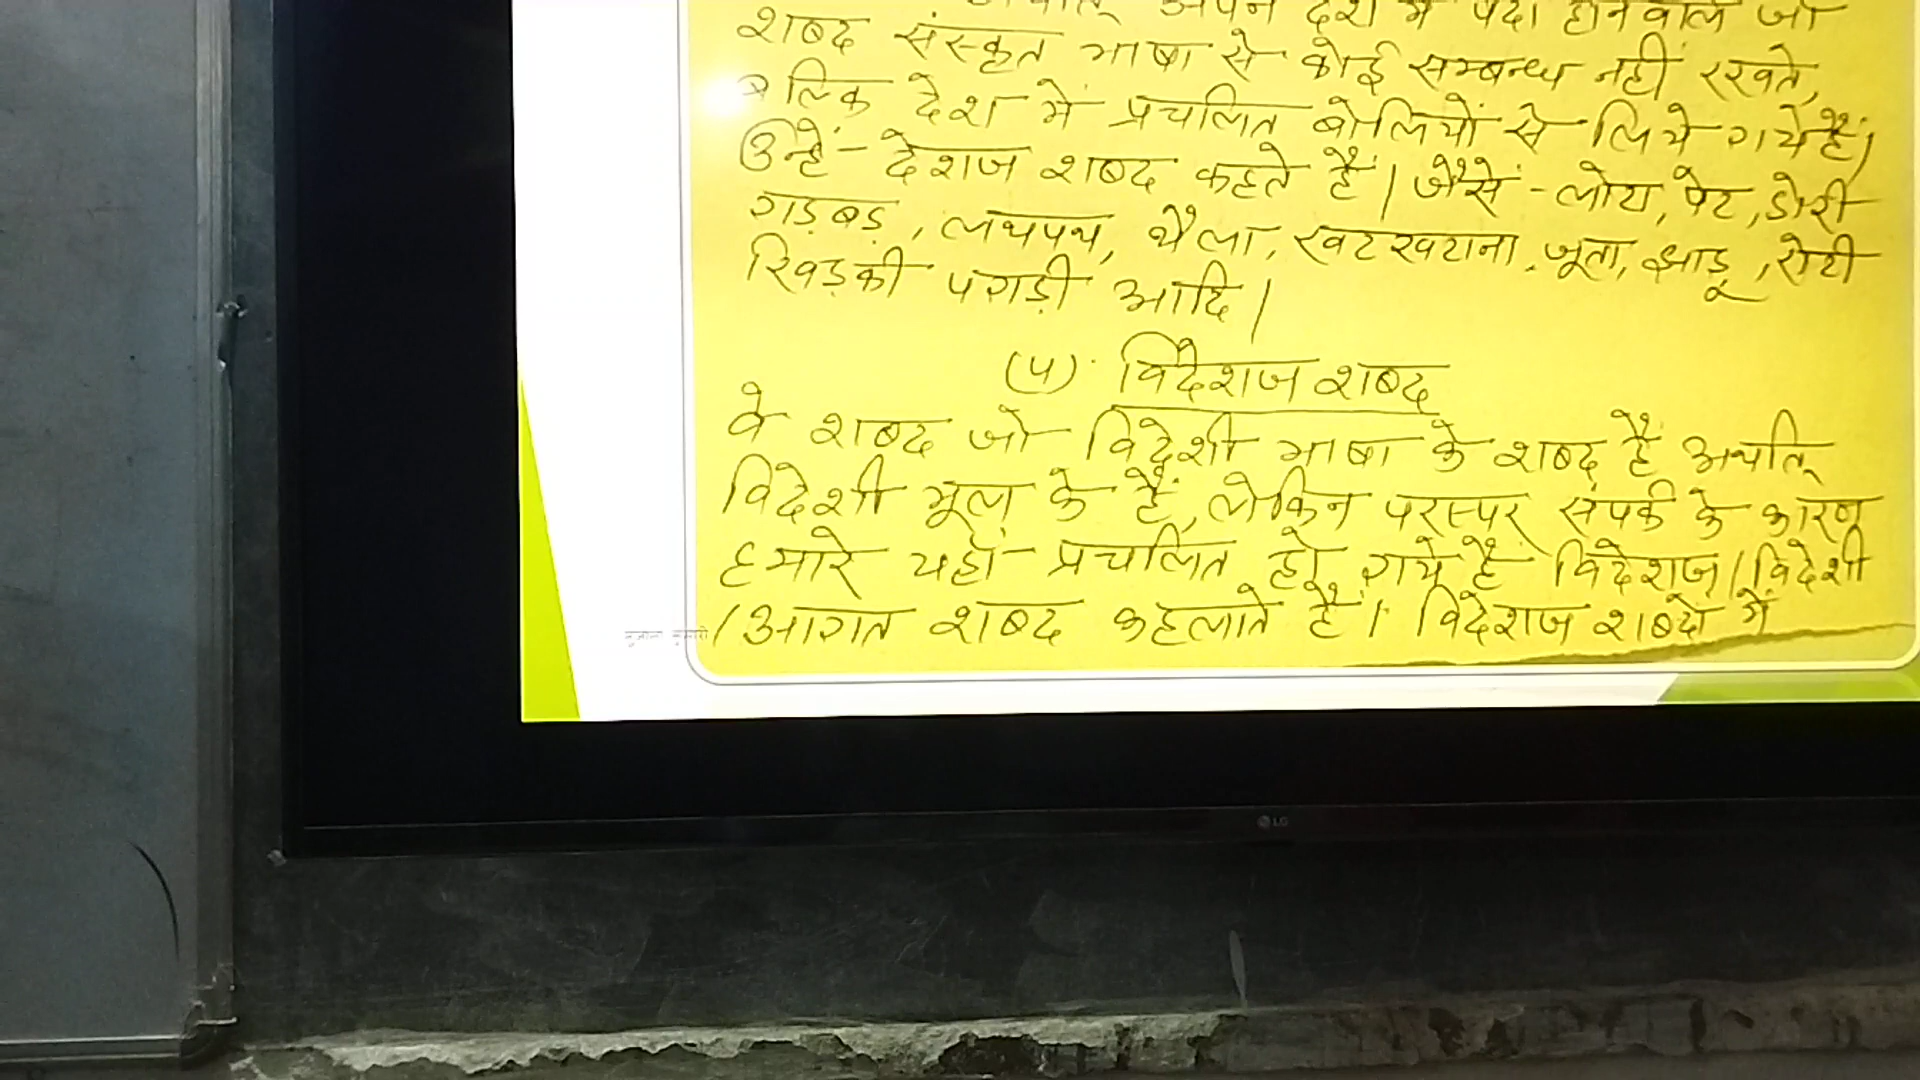 अपने देश में पैदा होनेवाले जो
शब्द संस्कृत भाषा से कोई सम्बन्ध नहीं रखते,
बल्कि देश में प्रचलित बोलियों से लिये गये हैं।
उन्हें - देशज शब्द कहते हैं। जैसें - लोटा, पेट, डोरी
गड़बड़, लथपथ, थैला, खटखटाना, जूता, झाडू, रोटी
खिड़की पगड़ी आदि।
(५) विदेशज शब्द
वे शब्द जो विदेशी भाषा के शब्द हैं अर्थात्
विदेशी मूल के हैं, लेकिन परस्पर संपर्क के कारण
हमारे यहाँ प्रचलित हो गये हैं विदेशज/विदेशी
/आगत शब्द कहलाते हैं। विदेशज शब्दों में
LG